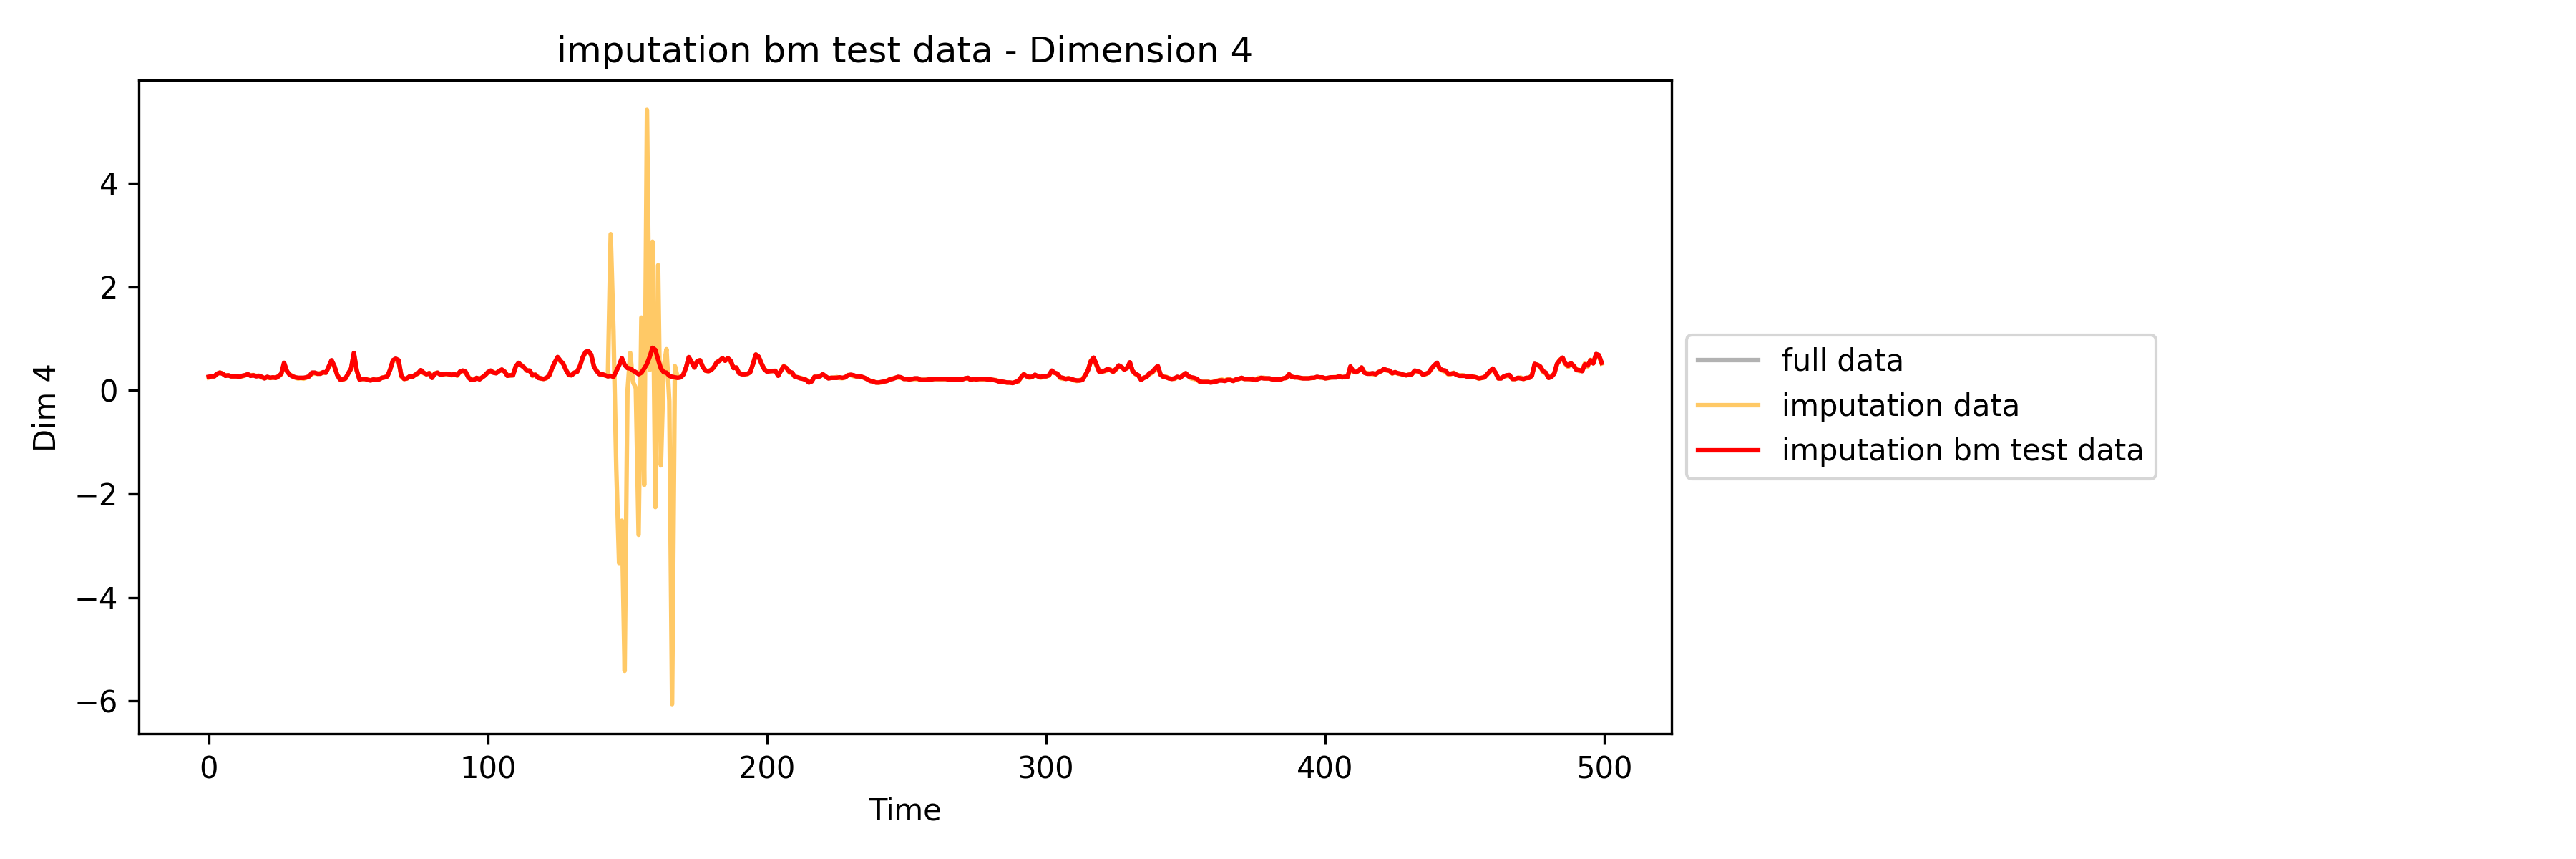 imputation bm test data - Dimension 4
Dim 4
4
2
0
−2
−4
−6
0 100 200 300 400 500
Time
full data
imputation data
imputation bm test data